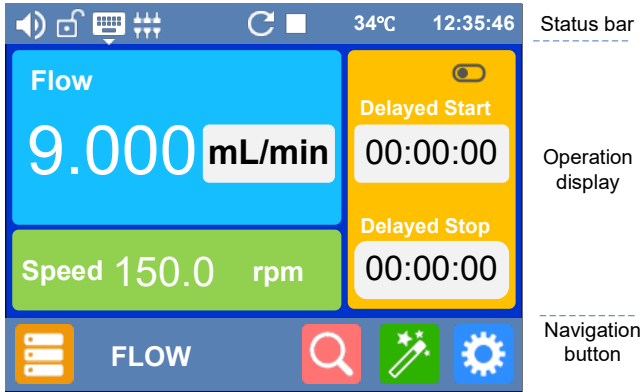 34℃ 12:35:46
Status bar
Flow
9.000 mL/min
Speed 150.0 rpm
Delayed Start
00:00:00
Delayed Stop
00:00:00
Operation
display
FLOW
Navigation
button